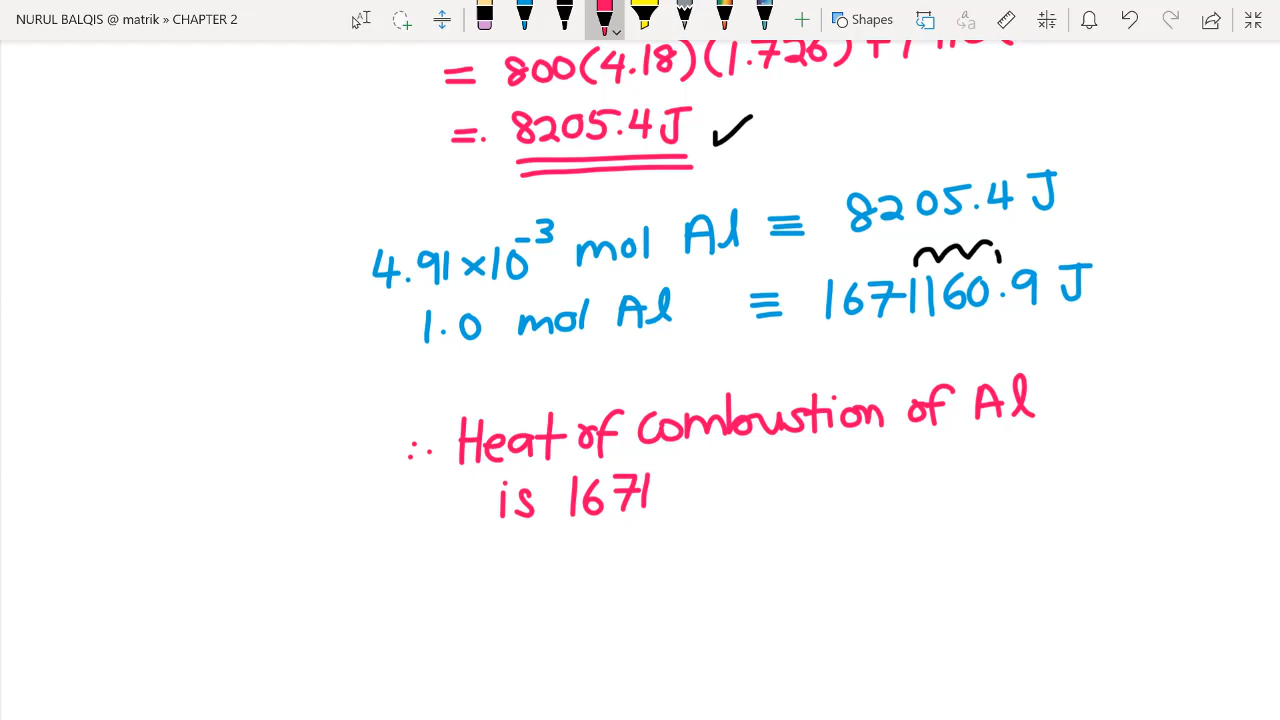 NURUL BALQIS @ matrik » CHAPTER 2
Shapes
= 800(4.18)(1.726) +
= 8205.4 J ✓
4.91×10⁻³ mol Al ≡ 8205.4 J
1.0 mol Al ≡ 1671160.9 J
∴ Heat of combustion of Al
is 1671